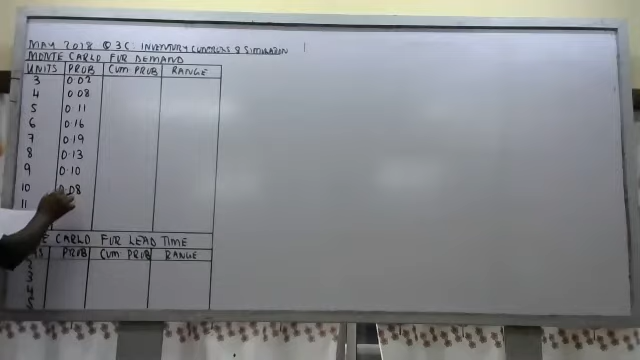 MAY 2018 Q3C: INVENTORY CONTROLS & SIMULATION
MONTE CARLO FOR DEMAND
UNITS PROB CUM PROB RANGE
3 0.02
4 0.08
5 0.11
6 0.16
7 0.19
8 0.13
9 0.10
10 0.08
11
CARLO FOR LEAD TIME
PROB CUM PROB RANGE
2
3
4
5